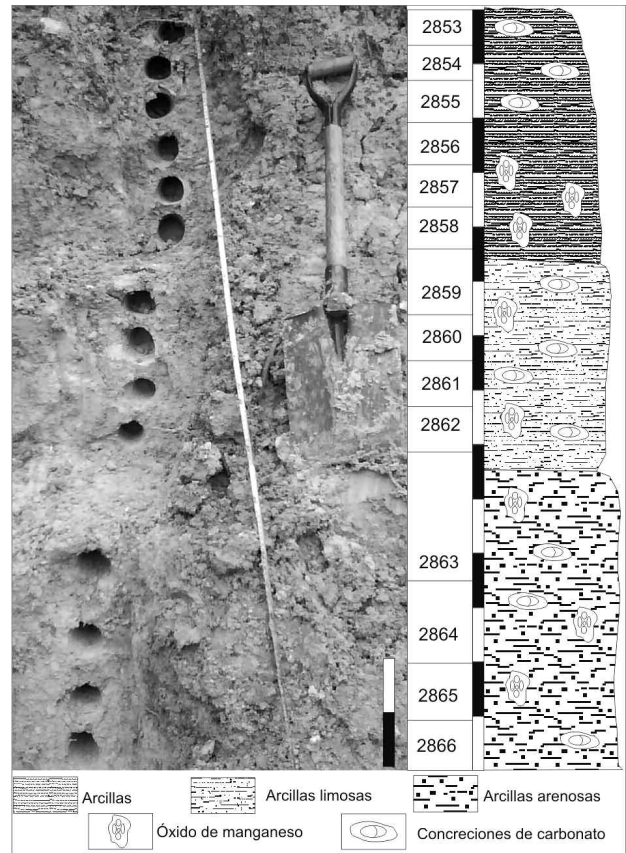 2853
2854
2855
2856
2857
2858
2859
2860
2861
2862
2863
2864
2865
2866
Arcillas
Arcillas limosas
Arcillas arenosas
Óxido de manganeso
Concreciones de carbonato